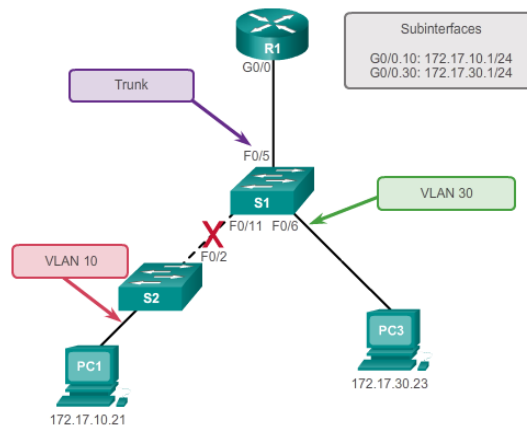 R1
G0/0
Subinterfaces
G0/0.10: 172.17.10.1/24
G0/0.30: 172.17.30.1/24
Trunk
F0/5
S1
VLAN 30
F0/11
F0/6
X
F0/2
VLAN 10
S2
PC1
172.17.10.21
PC3
172.17.30.23